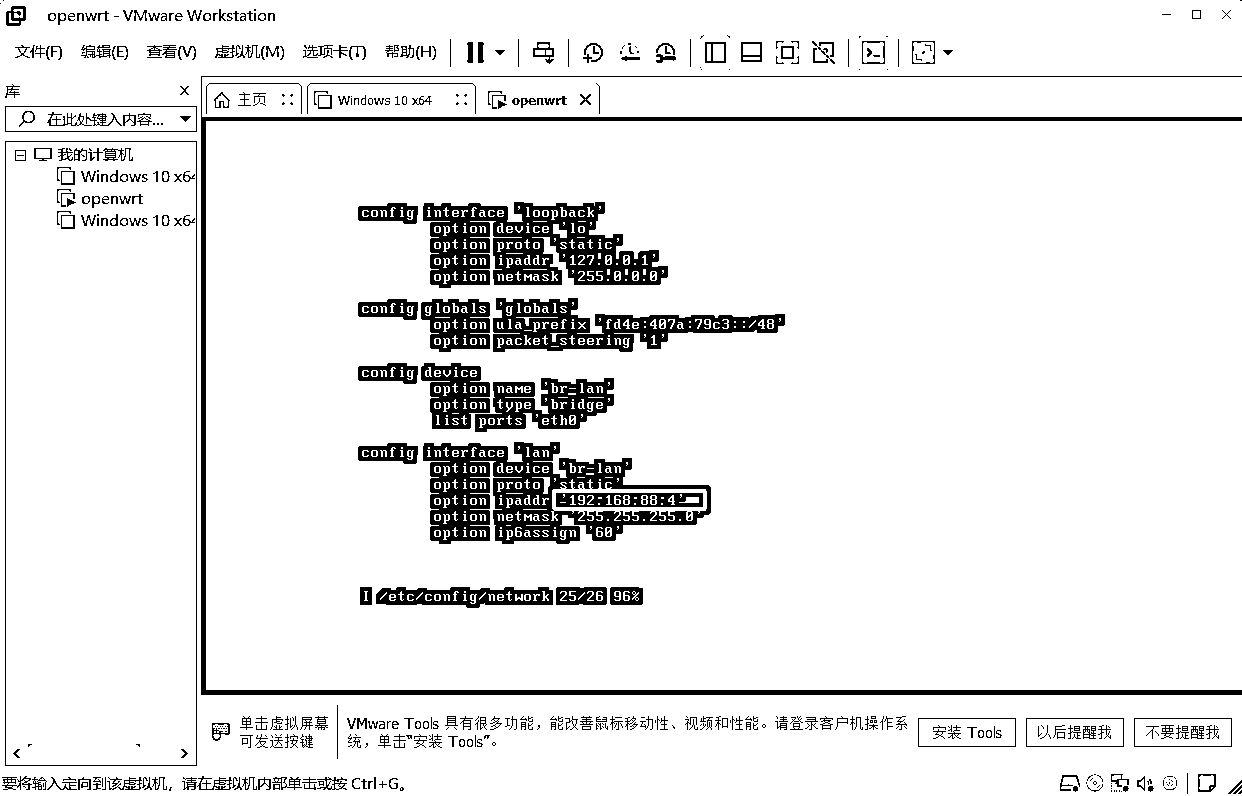 openwrt - VMware Workstation
文件(F) 编辑(E) 查看(V) 虚拟机(M) 选项卡(T) 帮助(H)
库
在此处键入内容...
我的计算机
Windows 10 x64
openwrt
Windows 10 x64
主页 Windows 10 x64 openwrt
config interface 'loopback'
option device 'lo'
option proto 'static'
option ipaddr '127.0.0.1'
option netmask '255.0.0.0'
config globals 'globals'
option ula_prefix 'fd4e:407a:79c3::/48'
option packet_steering '1'
config device
option name 'br-lan'
option type 'bridge'
list ports 'eth0'
config interface 'lan'
option device 'br-lan'
option proto 'static'
option ipaddr '192.168.88.4'
option netmask '255.255.255.0'
option ip6assign '60'
I /etc/config/network 25/26 96%
单击虚拟屏幕
可发送按键
VMware Tools 具有很多功能，能改善鼠标移动性、视频和性能。请登录客户机操作系
统，单击“安装 Tools”。
安装 Tools 以后提醒我 不要提醒我
要将输入定向到该虚拟机，请在虚拟机内部单击或按 Ctrl+G。